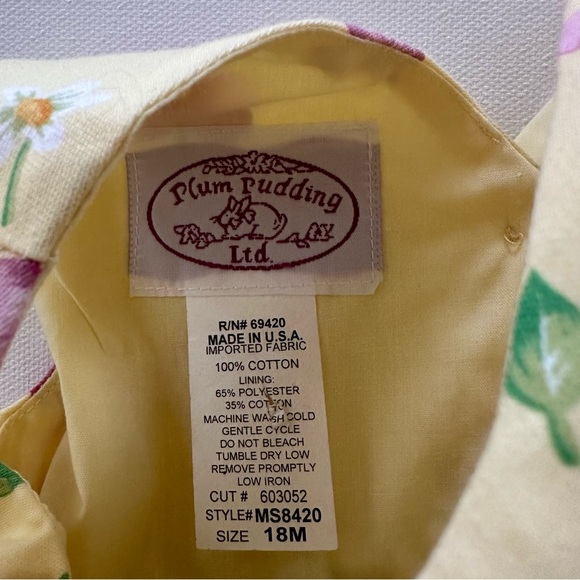 Plum Pudding
Ltd.
R/N# 69420
MADE IN U.S.A.
IMPORTED FABRIC
100% COTTON
LINING:
65% POLYESTER
35% COTTON
MACHINE WASH COLD
GENTLE CYCLE
DO NOT BLEACH
TUMBLE DRY LOW
REMOVE PROMPTLY
LOW IRON
CUT # 603052
STYLE# MS8420
SIZE 18M